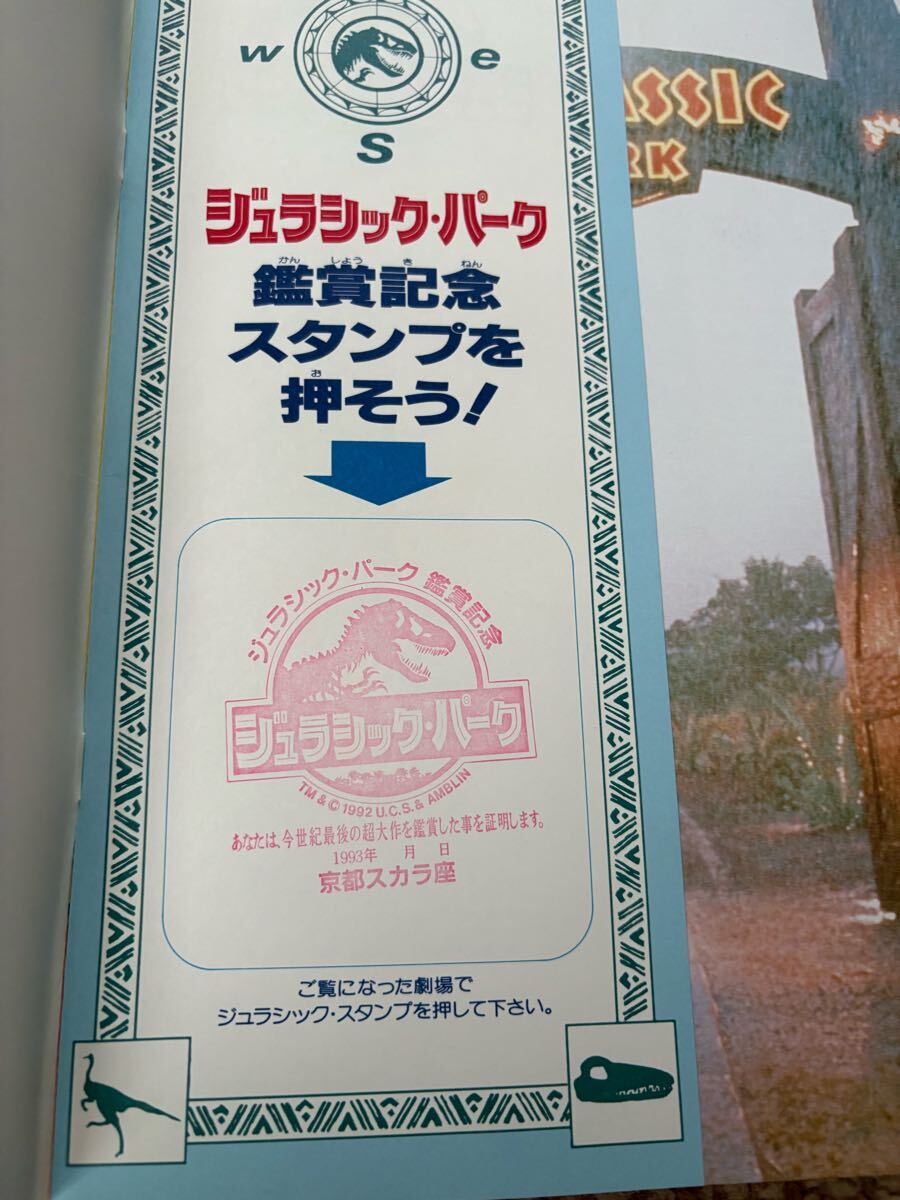 W e
S
ジュラシック・パーク
かん しょう き ねん
鑑賞記念
スタンプを
お
押そう!
ジュラシック・パーク 鑑賞記念
ジュラシック・パーク
TM & © 1992 U.C.S. & AMBLIN
あなたは、今世紀最後の超大作を鑑賞した事を証明します。
1993年 月 日
京都スカラ座
ご覧になった劇場で
ジュラシック・スタンプを押して下さい。
ASSIC
RK